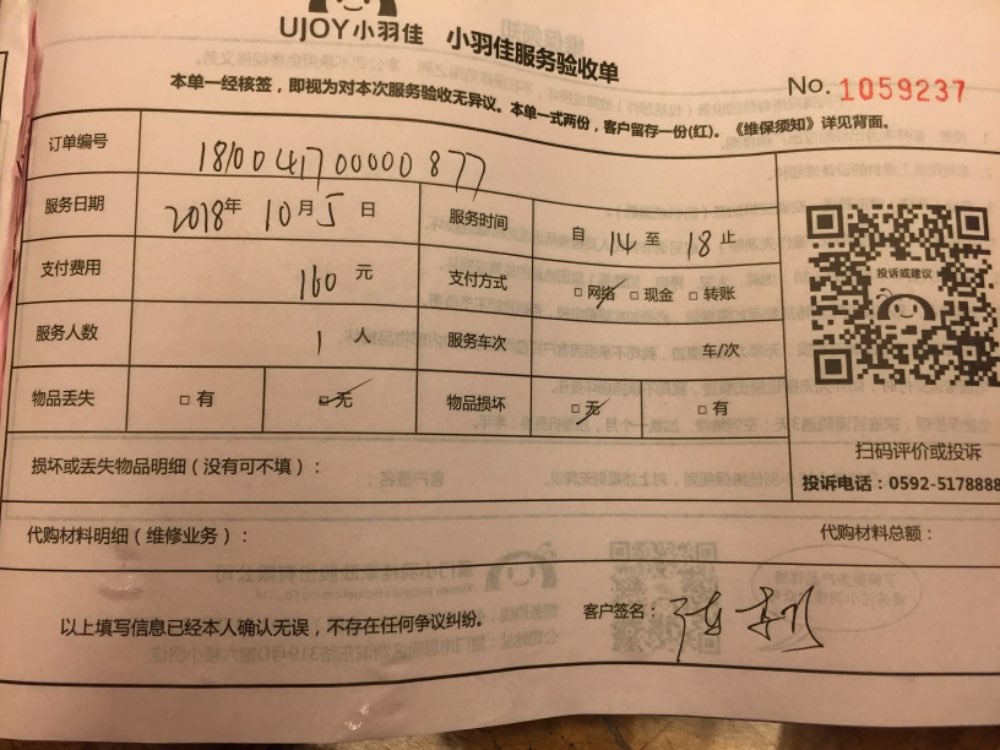 UJOY小羽佳 小羽佳服务验收单
No. 1059237
本单一经核签，即视为对本次服务验收无异议。本单一式两份，客户留存一份(红)。《维保须知》详见背面。
订单编号 1810041700000877
服务日期 2018年 10月 5日 服务时间 自 14 至 18 止
支付费用 160 元 支付方式 □ 网络 □ 现金 □ 转账
服务人数 1 人 服务车次 车/次
物品丢失 □ 有 □ 无 物品损坏 □ 无 □ 有
投诉或建议
扫码评价或投诉
投诉电话：0592-5178888
损坏或丢失物品明细（没有可不填）：
代购材料明细（维修业务）： 代购材料总额：
以上填写信息已经本人确认无误，不存在任何争议纠纷。 客户签名：